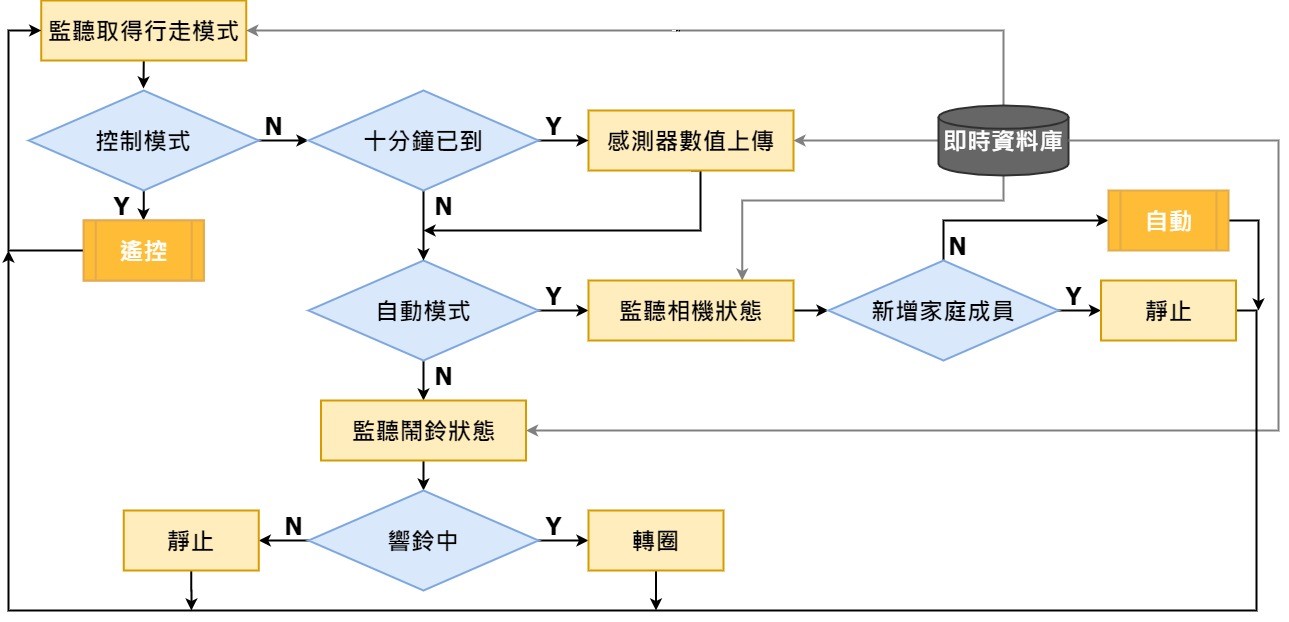 監聽取得行走模式
控制模式
N
十分鐘已到
Y
感測器數值上傳
即時資料庫
Y
N
遙控
自動
N
自動模式
Y
監聽相機狀態
新增家庭成員
Y
靜止
N
監聽鬧鈴狀態
靜止
N
響鈴中
Y
轉圈